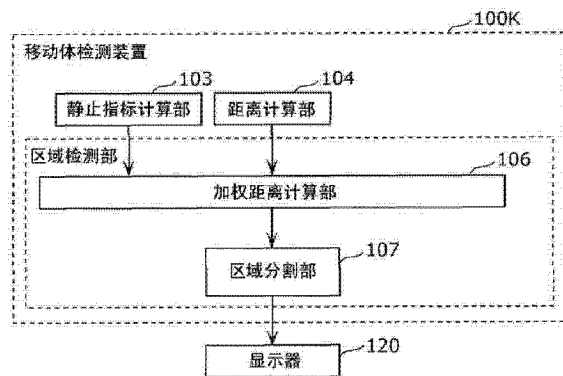 100K
移动体检测装置
103
104
静止指标计算部
距离计算部
区域检测部
106
加权距离计算部
107
区域分割部
120
显示器